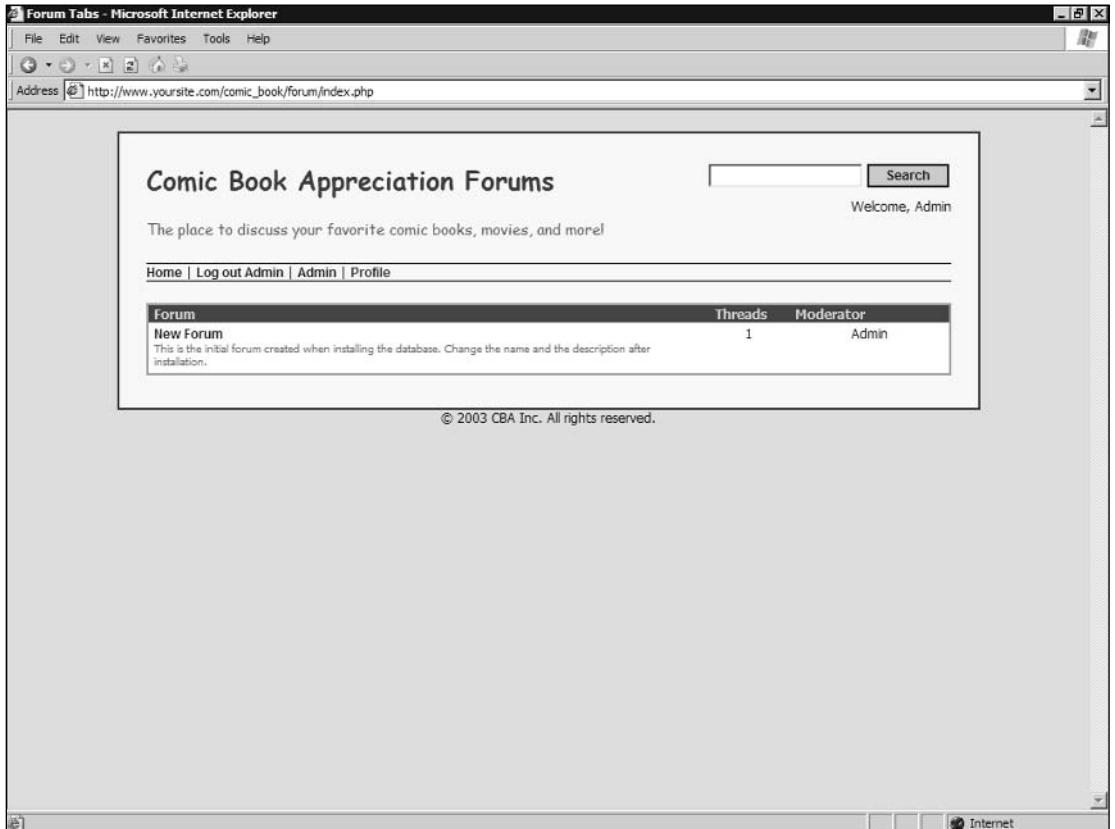 Forum Tabs - Microsoft Internet Explorer
File Edit View Favorites Tools Help
Address http://www.yoursite.com/comic_book/forum/index.php
Comic Book Appreciation Forums
Search
Welcome, Admin
The place to discuss your favorite comic books, movies, and more!
Home | Log out Admin | Admin | Profile
Forum Threads Moderator
New Forum 1 Admin
This is the initial forum created when installing the database. Change the name and the description after
installation.
© 2003 CBA Inc. All rights reserved.
Internet